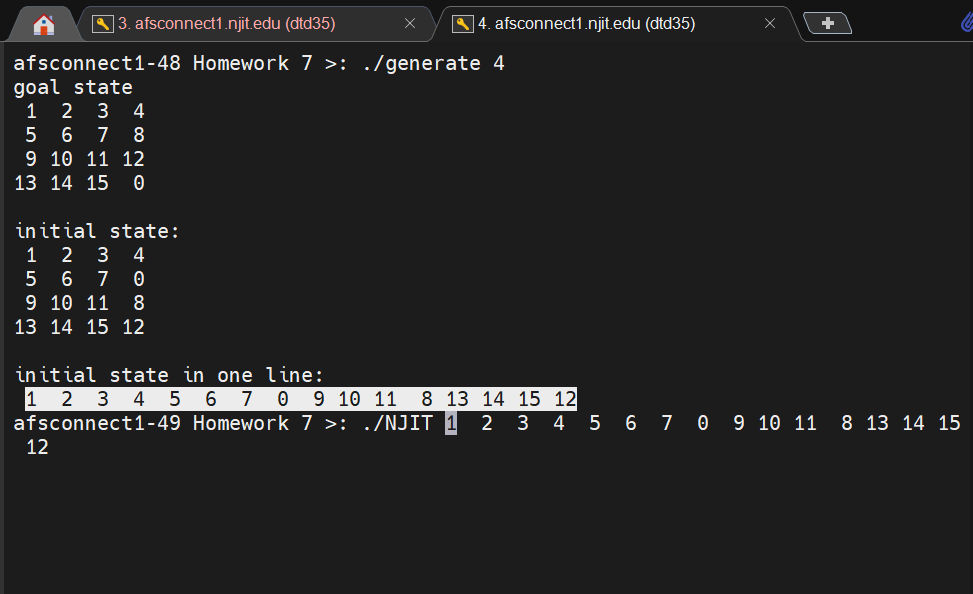 3. afsconnect1.njit.edu (dtd35)
4. afsconnect1.njit.edu (dtd35)
afsconnect1-48 Homework 7 >: ./generate 4
goal state
 1  2  3  4
 5  6  7  8
 9 10 11 12
13 14 15  0
initial state:
 1  2  3  4
 5  6  7  0
 9 10 11  8
13 14 15 12
initial state in one line:
 1  2  3  4  5  6  7  0  9 10 11  8 13 14 15 12
afsconnect1-49 Homework 7 >: ./NJIT 1  2  3  4  5  6  7  0  9 10 11  8 13 14 15
 12